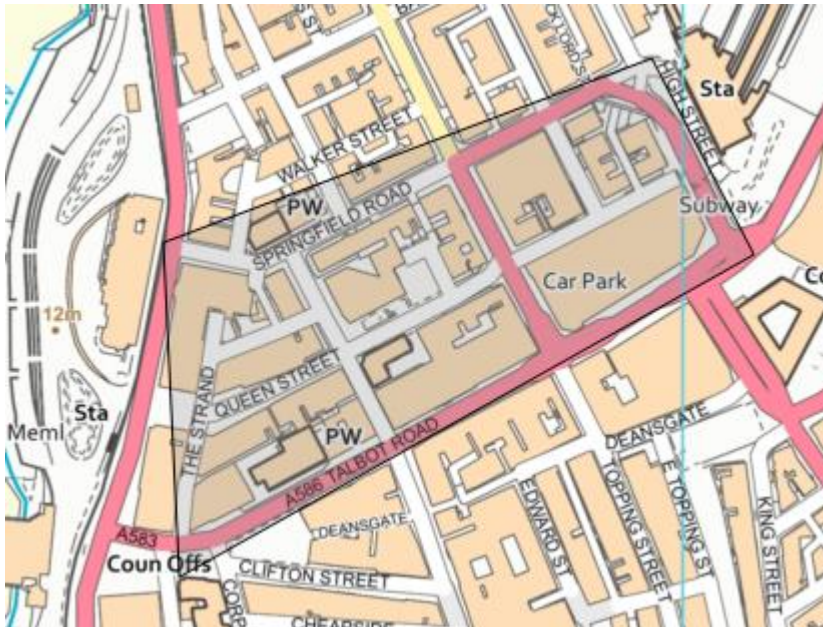 HIGH STREET
Sta
WALKER STREET
PW
SPRINGFIELD ROAD
Subway
Car Park
12m
QUEEN STREET
THE STRAND
Sta
Meml
PW
A586 TALBOT ROAD
DEANSGATE
A583
DEANSGATE
Coun Offs
CLIFTON STREET
EDWARD ST
TOPPING STREET
E TOPPING ST
KING STREET
CHEAPSIDE